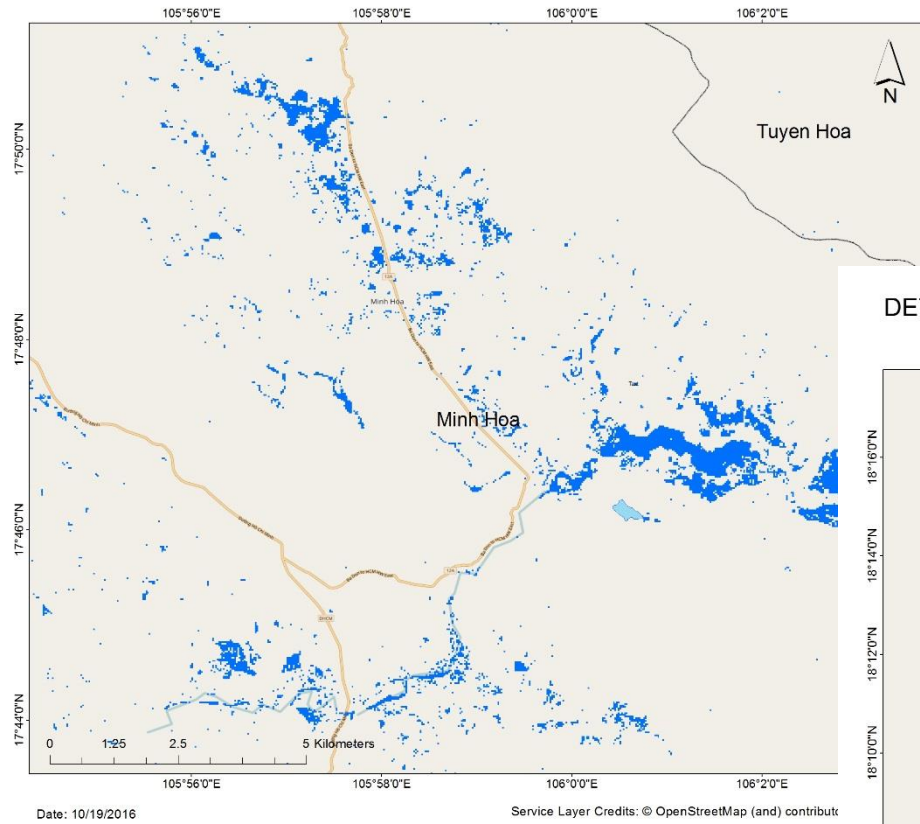 105°56'0"E 105°58'0"E 106°0'0"E 106°2'0"E
N
Tuyen Hoa
17°50'0"N
12A
Minh Hoa
DE
17°48'0"N
Minh Hoa
18°16'0"N
17°46'0"N
12A
18°14'0"N
18°12'0"N
17°44'0"N
0 1.25 2.5 5 Kilometers
18°10'0"N
105°56'0"E 105°58'0"E 106°0'0"E 106°2'0"E
Date: 10/19/2016 Service Layer Credits: © OpenStreetMap (and) contributo